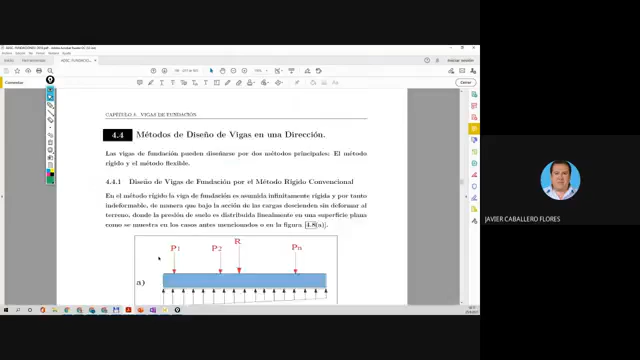 Comentar
Cerrar
CAPÍTULO 6. VIGAS DE FUNDACIÓN
4.4 Métodos de Diseño de Vigas en una Dirección.
Las vigas de fundación pueden diseñarse por dos métodos principales: El método
rígido y el método flexible.
4.4.1 Diseño de Vigas de Fundación por el Método Rígido Convencional
En el método rígido la viga de fundación es asumida infinitamente rígida y por tanto
indeformable, de manera que bajo la acción de las cargas descienden sin deformar al
terreno, donde la presión de suelo es distribuida linealmente en una superficie plana
como se muestra en los casos antes mencionados o en la figura [4.8(a)].
R
P1 P2 Pn
a)
JAVIER CABALLERO FLORES